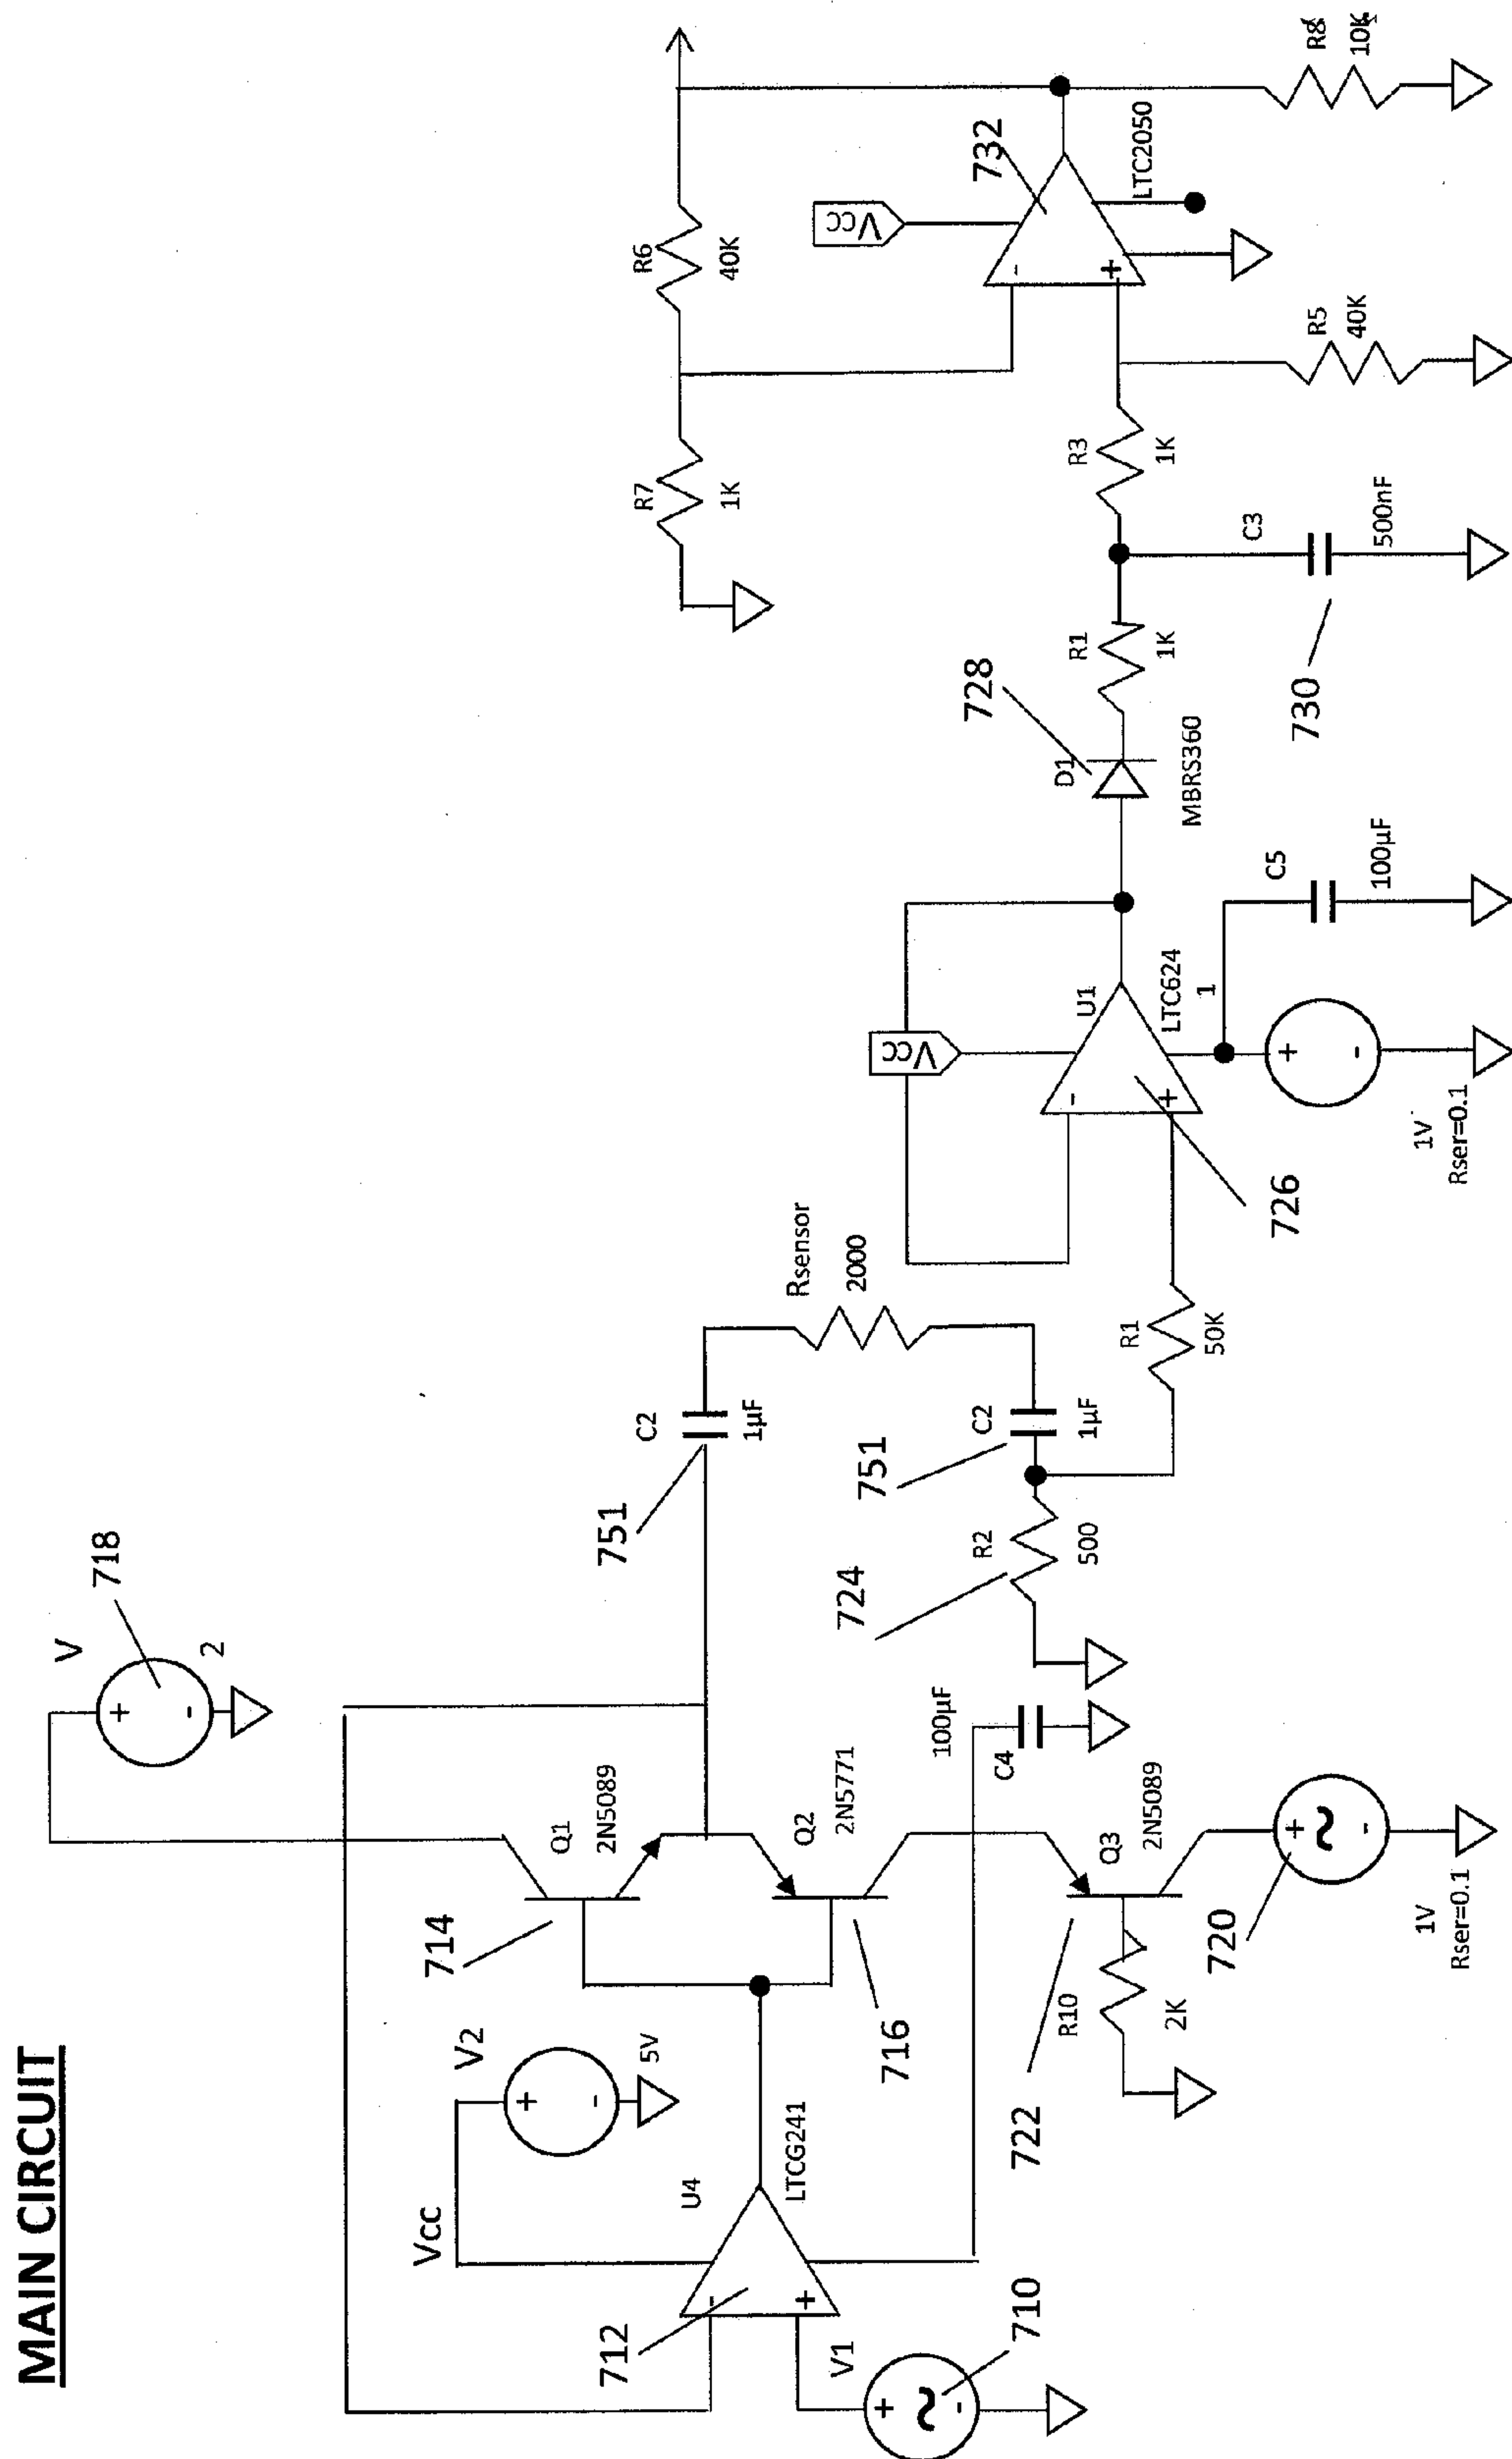 MAIN CIRCUIT
V
718
+
-
2
Vcc
V2
+
-
5V
714
Q1
2N5089
751
C2
1µF
Rsensor
2000
R7
1K
R6
40K
712
-
+
U4
LTCG241
716
Q2
2N5771
724
R2
500
751
C2
1µF
VCC
732
-
+
LTC2050
V1
710
+
-
100µF
C4
R1
50K
726
VCC
-
+
U1
LTC624
1
728
D1
MBRS360
R1
1K
R3
1K
722
R10
2K
Q3
2N5089
720
+
-
1V
Rser=0.1
+
-
1V
Rser=0.1
C5
100µF
730
C3
500nF
R5
40K
R8
10K